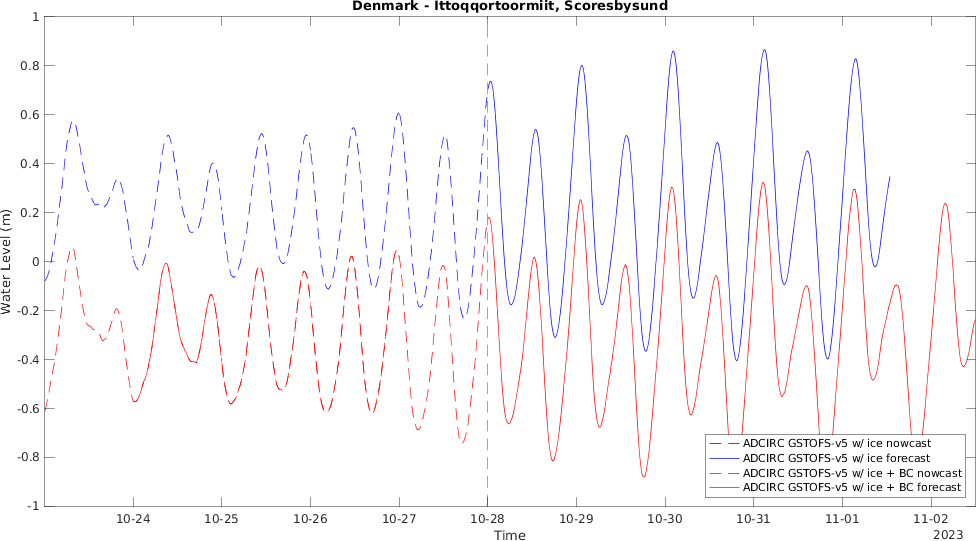 Denmark - Ittoqqortoormiit, Scoresbysund
1
0.8
0.6
0.4
0.2
0
-0.2
-0.4
-0.6
-0.8
-1
Water Level (m)
ADCIRC GSTOFS-v5 w/ ice nowcast
ADCIRC GSTOFS-v5 w/ ice forecast
ADCIRC GSTOFS-v5 w/ ice + BC nowcast
ADCIRC GSTOFS-v5 w/ ice + BC forecast
10-24 10-25 10-26 10-27 10-28 10-29 10-30 10-31 11-01 11-02
Time 2023